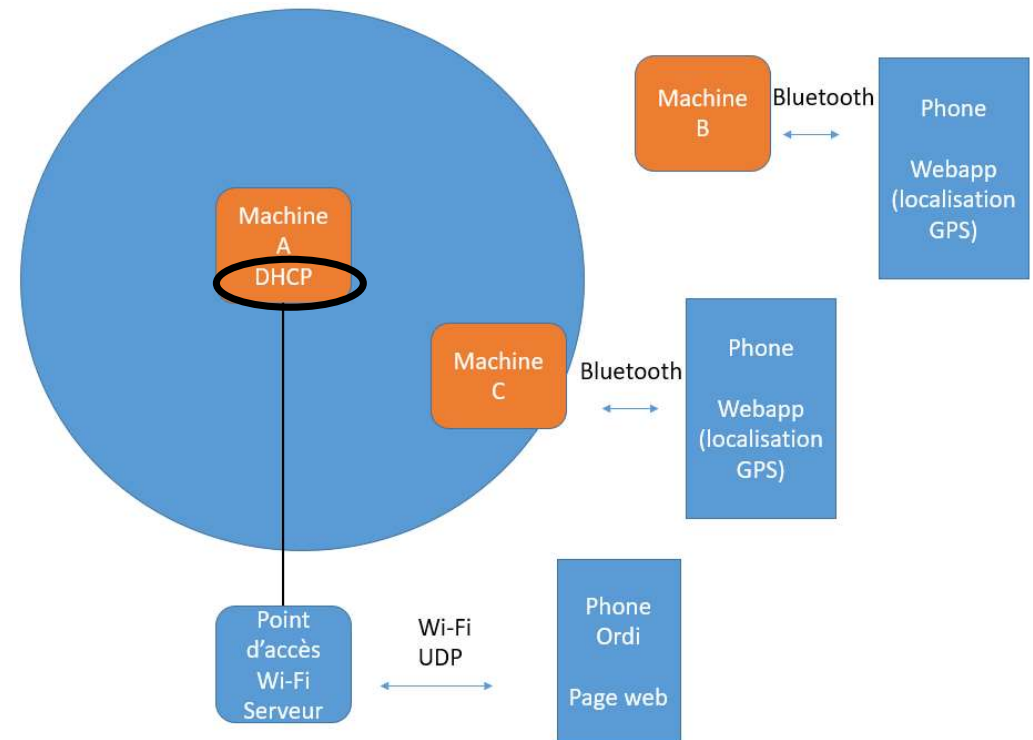 Machine
A
DHCP
Machine
B
Bluetooth
Phone
Webapp
(localisation
GPS)
Machine
C
Bluetooth
Phone
Webapp
(localisation
GPS)
Point
d’accès
Wi-Fi
Serveur
Wi-Fi
UDP
Phone
Ordi
Page web